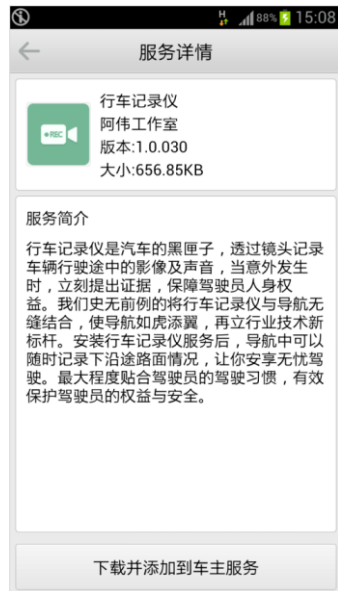 H
88%
15:08
服务详情
REC
行车记录仪
阿伟工作室
版本:1.0.030
大小:656.85KB
服务简介
行车记录仪是汽车的黑匣子，透过镜头记录
车辆行驶途中的影像及声音，当意外发生
时，立刻提出证据，保障驾驶员人身权
益。我们史无前例的将行车记录仪与导航无
缝结合，使导航如虎添翼，再立行业技术新
标杆。安装行车记录仪服务后，导航中可以
随时记录下沿途路面情况，让你安享无忧驾
驶。最大程度贴合驾驶员的驾驶习惯，有效
保护驾驶员的权益与安全。
下载并添加到车主服务